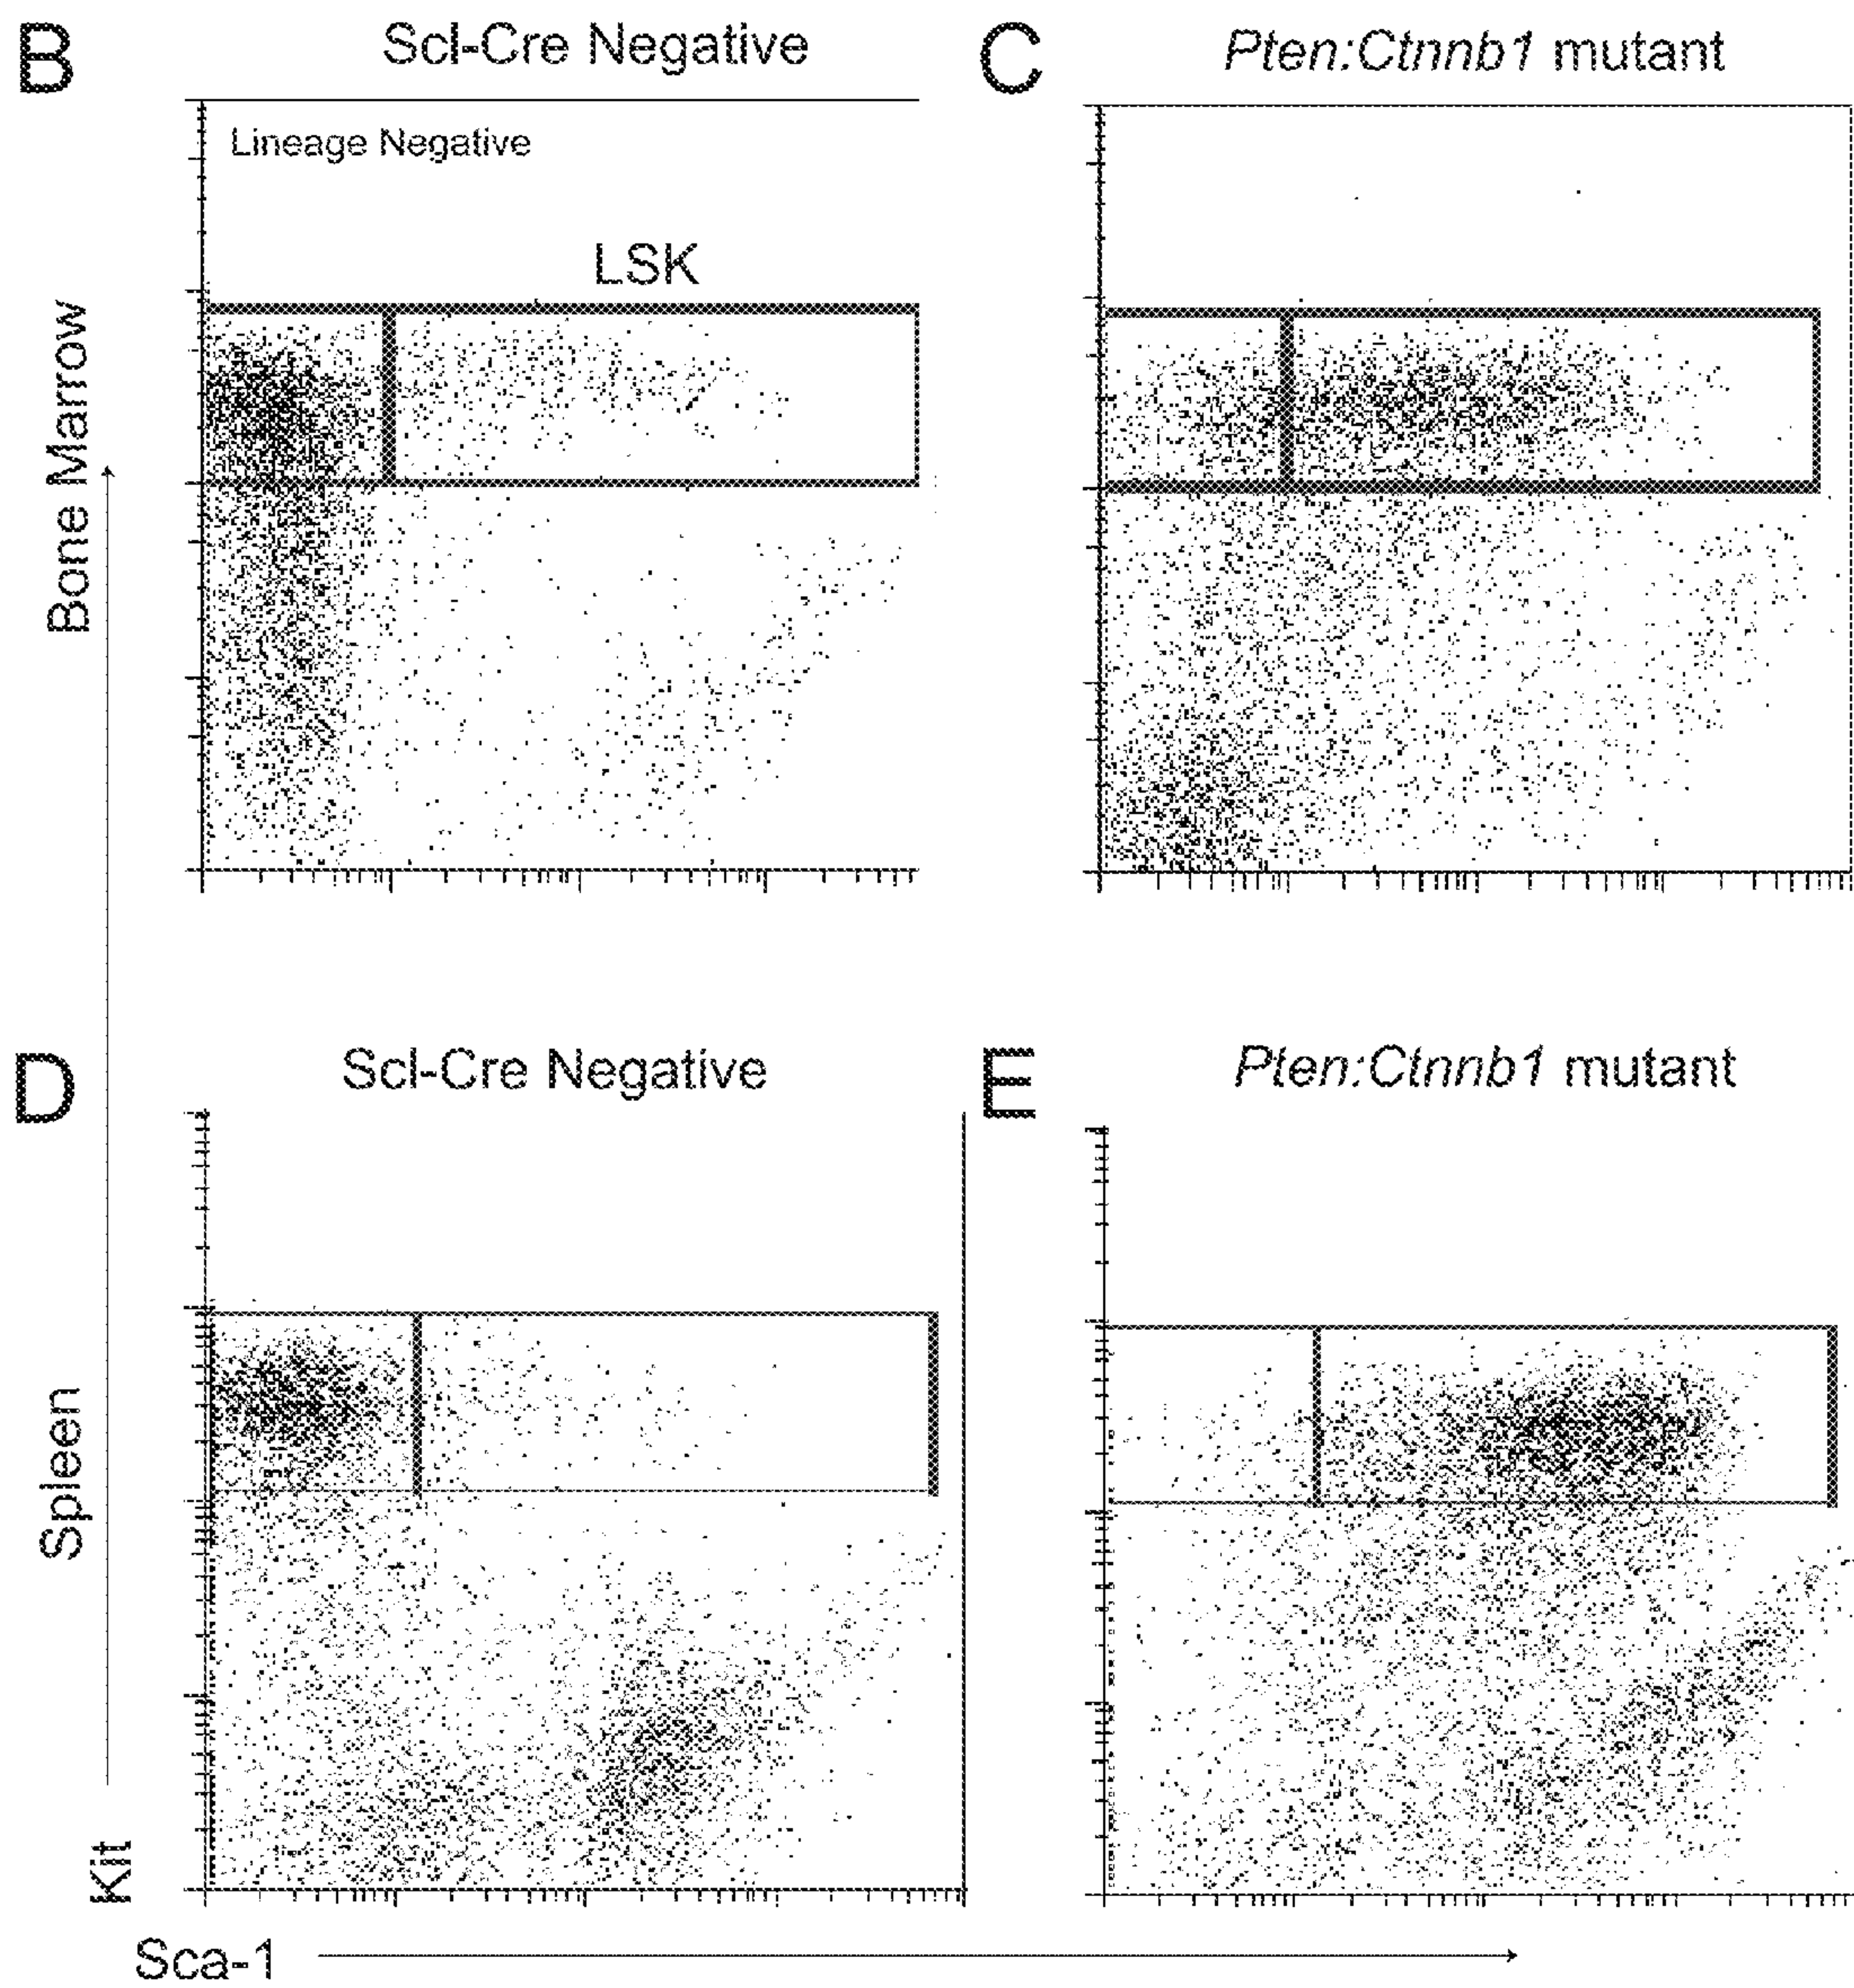 B
Scl-Cre Negative
C
Pten:Ctnnb1 mutant
Lineage Negative
LSK
Bone Marrow
D
Scl-Cre Negative
E
Pten:Ctnnb1 mutant
Spleen
Kit
Sca-1